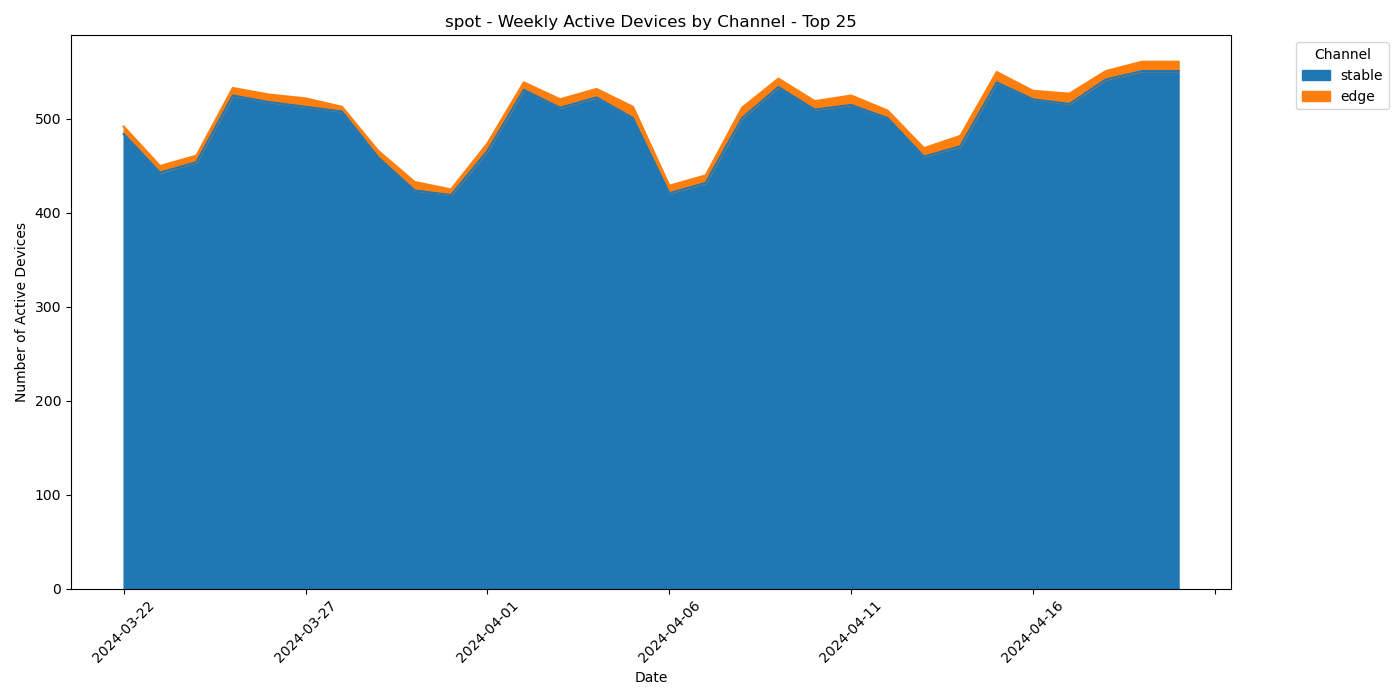 spot - Weekly Active Devices by Channel - Top 25
Channel
stable
edge
Number of Active Devices
500
400
300
200
100
0
2024-03-22
2024-03-27
2024-04-01
2024-04-06
2024-04-11
2024-04-16
Date